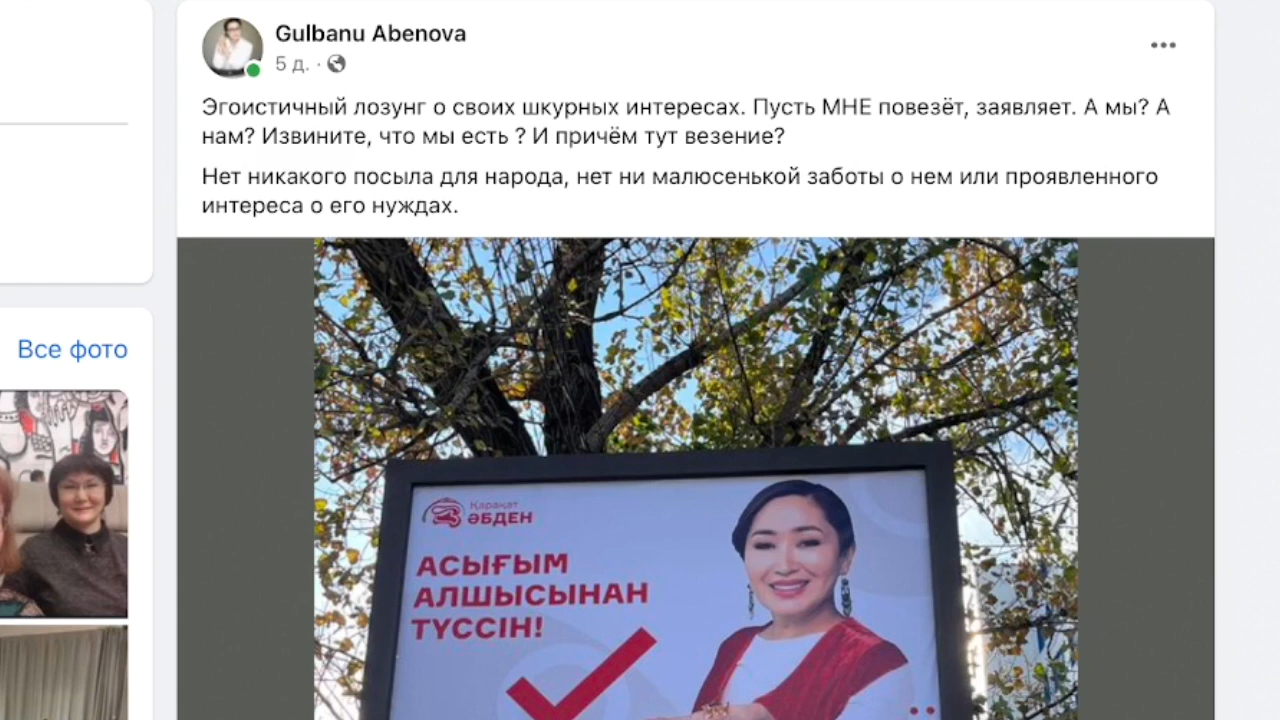 Gulbanu Abenova
5 д. ·
Эгоистичный лозунг о своих шкурных интересах. Пусть МНЕ повезёт, заявляет. А мы? А
нам? Извините, что мы есть ? И причём тут везение?
Нет никакого посыла для народа, нет ни малюсенькой заботы о нем или проявленного
интереса о его нуждах.
Все фото
Қарақат
ӘБДЕН
АСЫҒЫМ
АЛШЫСЫНАН
ТҮССІН!